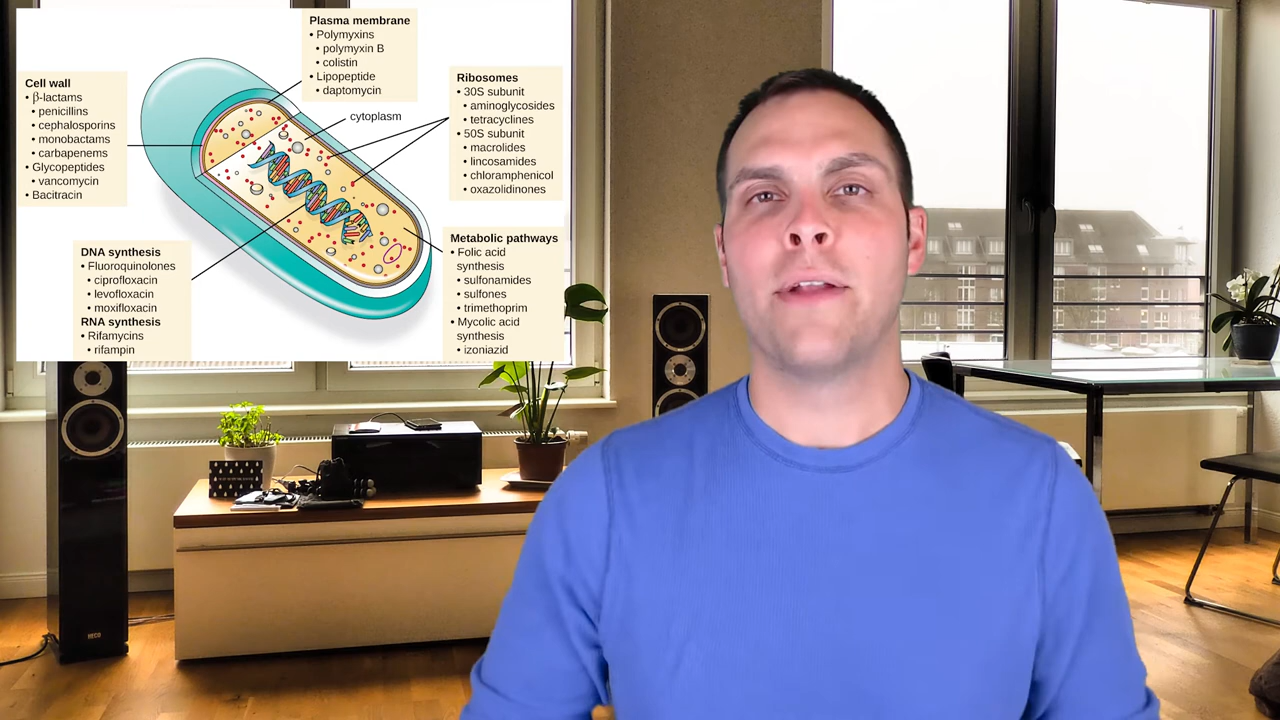 Plasma membrane
• Polymyxins
• polymyxin B
• colistin
• Lipopeptide
• daptomycin
Cell wall
• β-lactams
• penicillins
• cephalosporins
• monobactams
• carbapenems
• Glycopeptides
• vancomycin
• Bacitracin
cytoplasm
Ribosomes
• 30S subunit
• aminoglycosides
• tetracyclines
• 50S subunit
• macrolides
• lincosamides
• chloramphenicol
• oxazolidinones
DNA synthesis
• Fluoroquinolones
• ciprofloxacin
• levofloxacin
• moxifloxacin
RNA synthesis
• Rifamycins
• rifampin
Metabolic pathways
• Folic acid
synthesis
• sulfonamides
• sulfones
• trimethoprim
• Mycolic acid
synthesis
• izoniazid
HECO